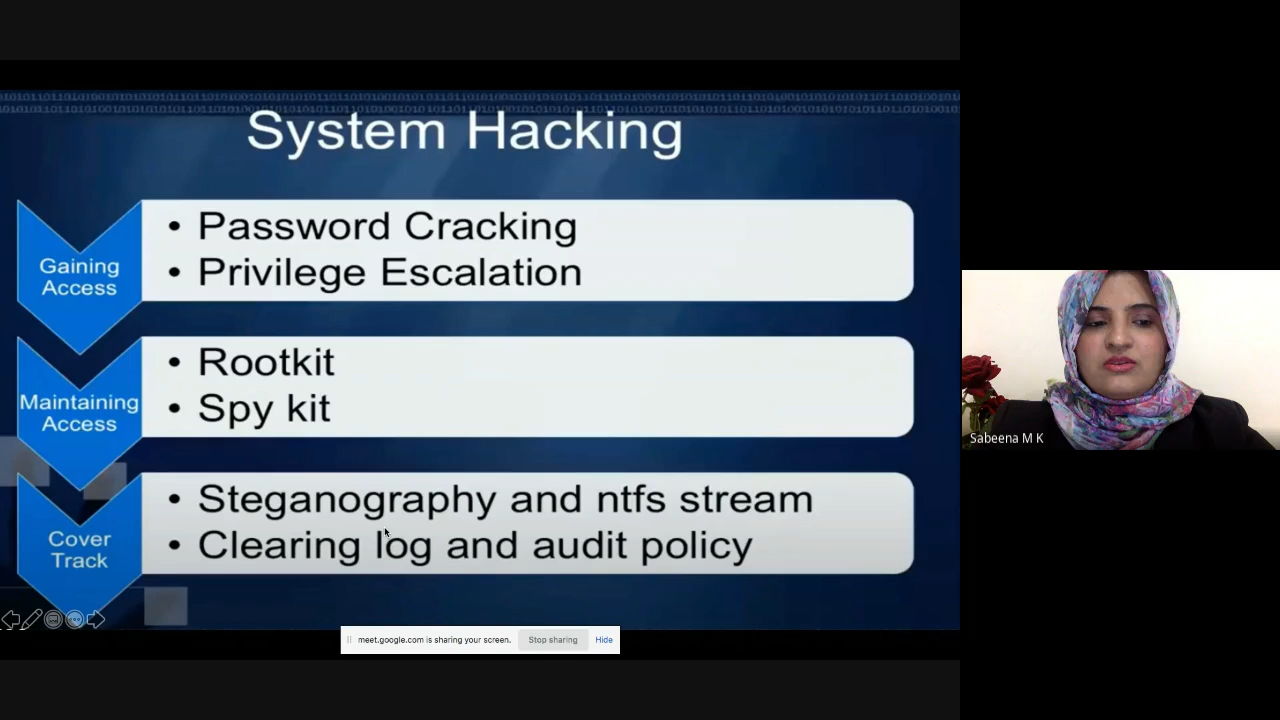 System Hacking
Gaining
Access
• Password Cracking
• Privilege Escalation
Maintaining
Access
• Rootkit
• Spy kit
Cover
Track
• Steganography and ntfs stream
• Clearing log and audit policy
meet.google.com is sharing your screen.
Stop sharing
Hide
Sabeena M K